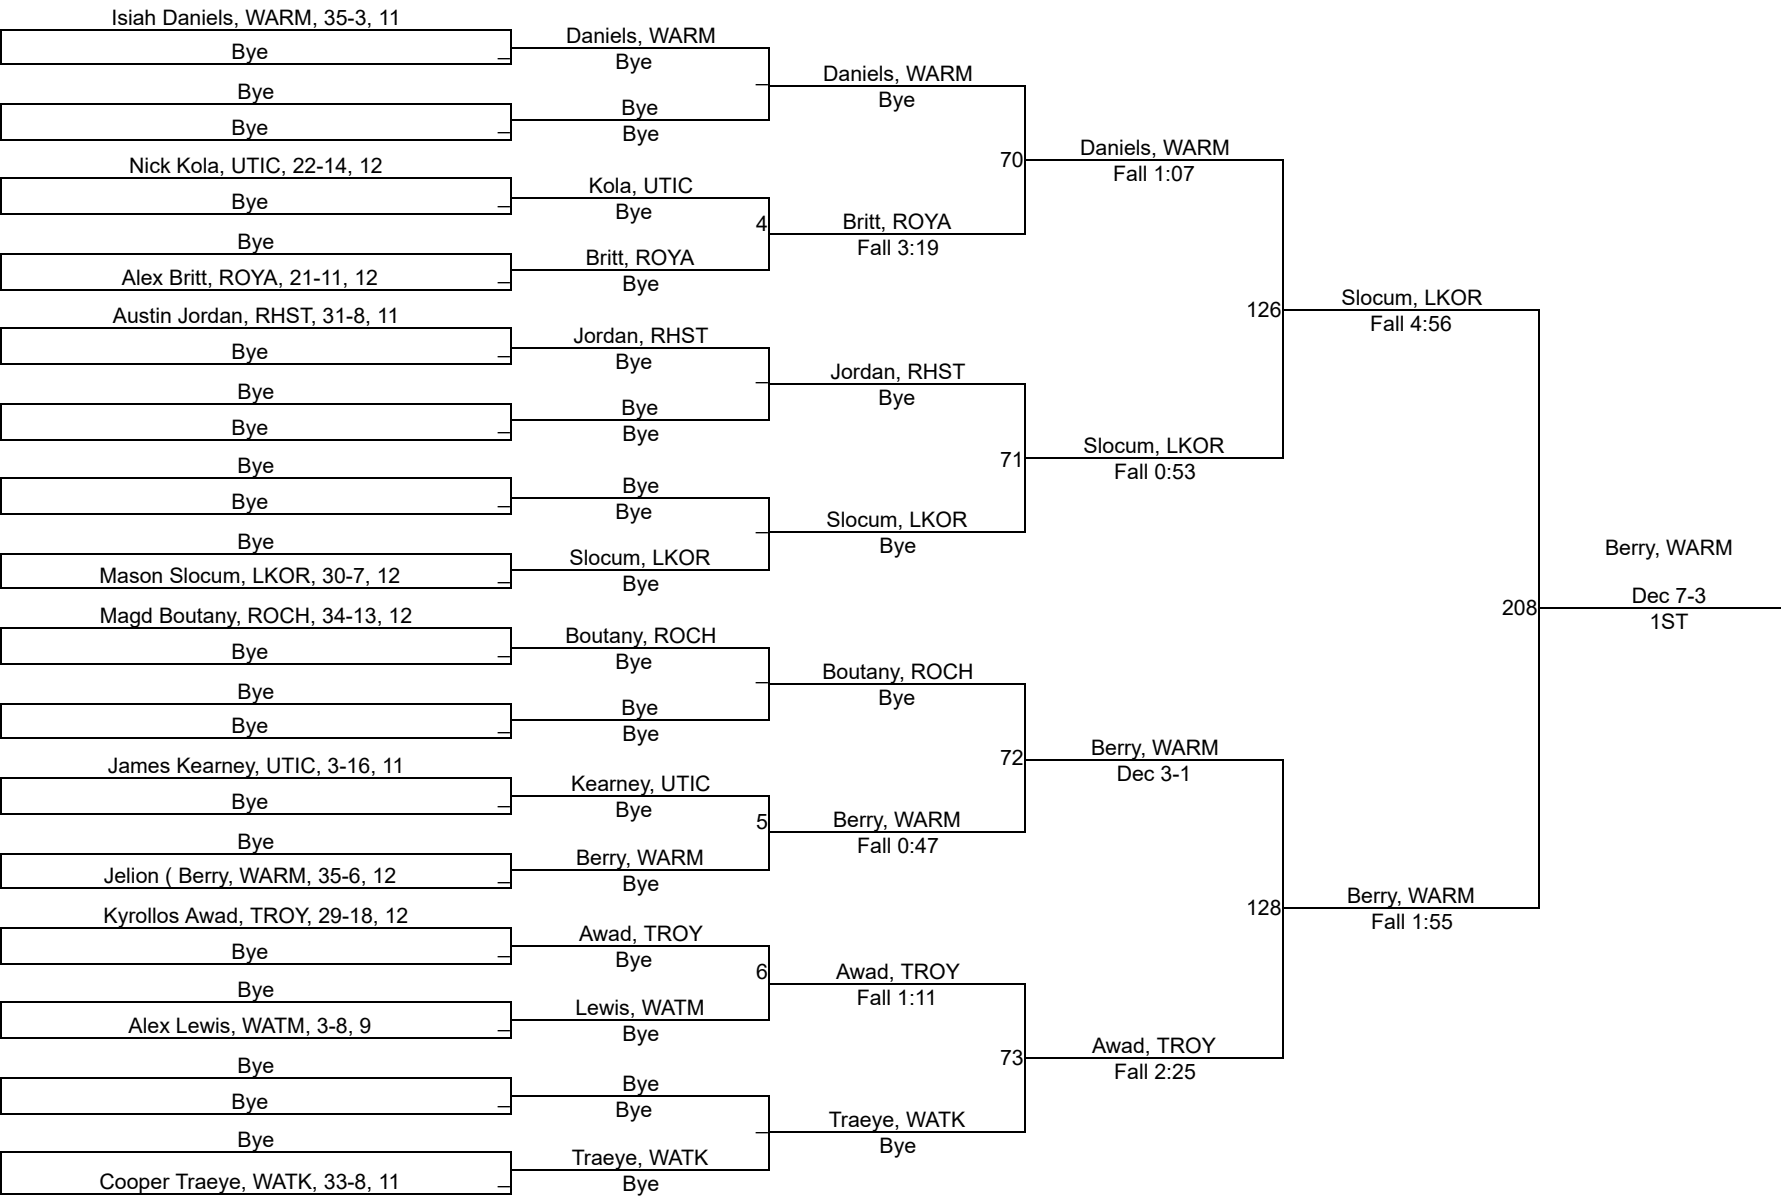 Isiah Daniels, WARM, 35-3, 11
Bye
Bye
Bye
Nick Kola, UTIC, 22-14, 12
Bye
Bye
Alex Britt, ROYA, 21-11, 12
Austin Jordan, RHST, 31-8, 11
Bye
Bye
Bye
Bye
Bye
Bye
Mason Slocum, LKOR, 30-7, 12
Magd Boutany, ROCH, 34-13, 12
Bye
Bye
Bye
James Kearney, UTIC, 3-16, 11
Bye
Bye
Jelion ( Berry, WARM, 35-6, 12
Kyrollos Awad, TROY, 29-18, 12
Bye
Bye
Alex Lewis, WATM, 3-8, 9
Bye
Bye
Bye
Cooper Traeye, WATK, 33-8, 11
Daniels, WARM
Bye
Bye
Bye
Kola, UTIC
Bye
4
Britt, ROYA
Bye
Jordan, RHST
Bye
Bye
Bye
Bye
Bye
Slocum, LKOR
Bye
Boutany, ROCH
Bye
Bye
Bye
Kearney, UTIC
Bye
5
Berry, WARM
Bye
Awad, TROY
Bye
6
Lewis, WATM
Bye
Bye
Bye
Traeye, WATK
Bye
Daniels, WARM
Bye
70
Britt, ROYA
Fall 3:19
Jordan, RHST
Bye
71
Slocum, LKOR
Bye
Boutany, ROCH
Bye
72
Berry, WARM
Fall 0:47
Awad, TROY
Fall 1:11
73
Traeye, WATK
Bye
Daniels, WARM
Fall 1:07
126
Slocum, LKOR
Fall 0:53
Berry, WARM
Dec 3-1
128
Awad, TROY
Fall 2:25
Slocum, LKOR
Fall 4:56
208
Berry, WARM
Fall 1:55
Berry, WARM
Dec 7-3
1ST